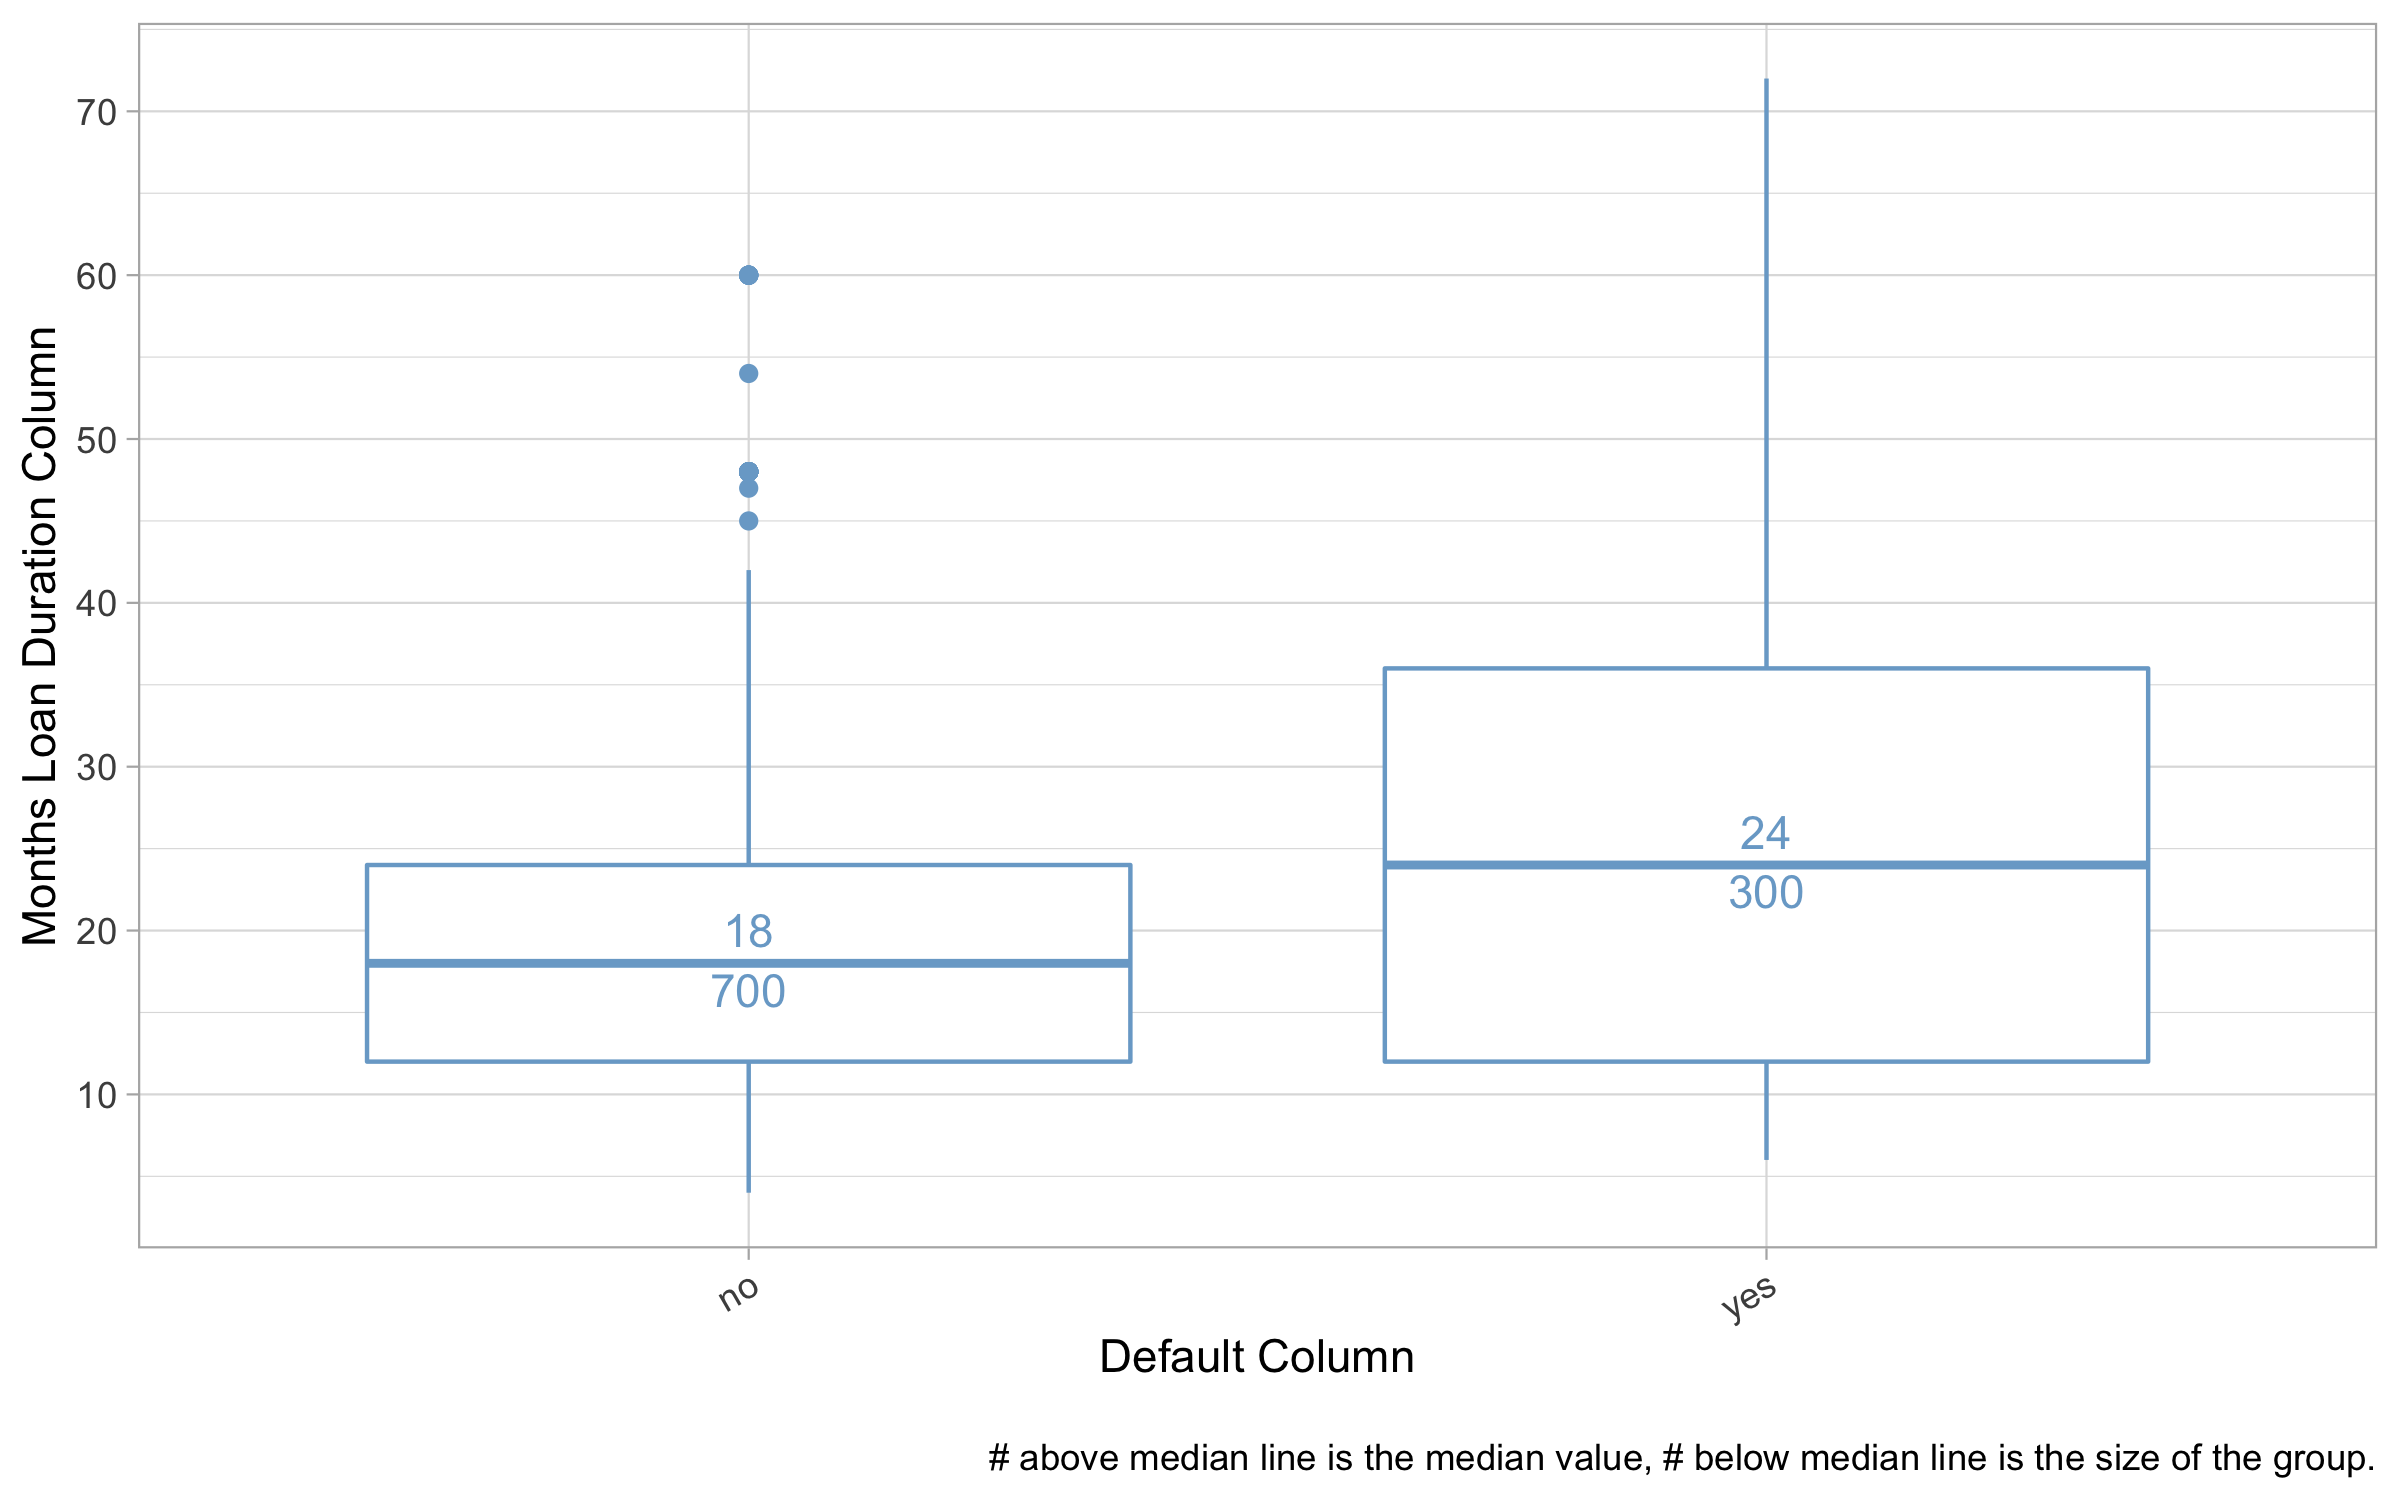 Months Loan Duration Column
70
60
50
40
30
20
10
18
700
24
300
no
yes
Default Column
# above median line is the median value, # below median line is the size of the group.